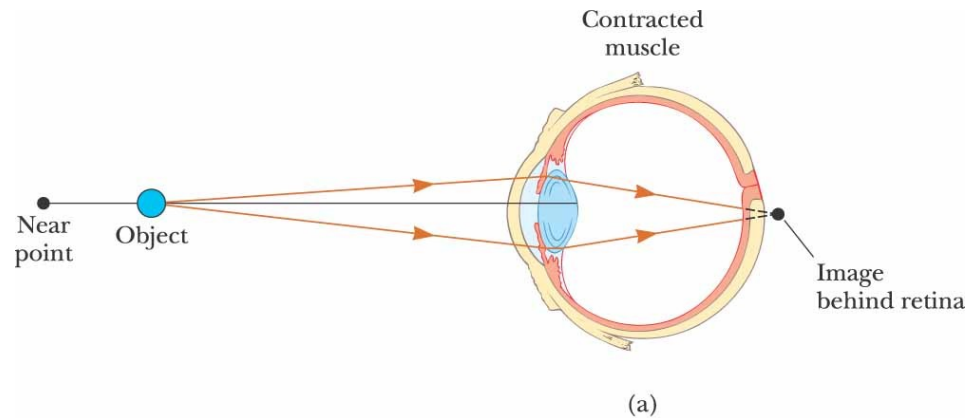 Contracted
muscle
Near
point
Object
Image
behind retina
(a)